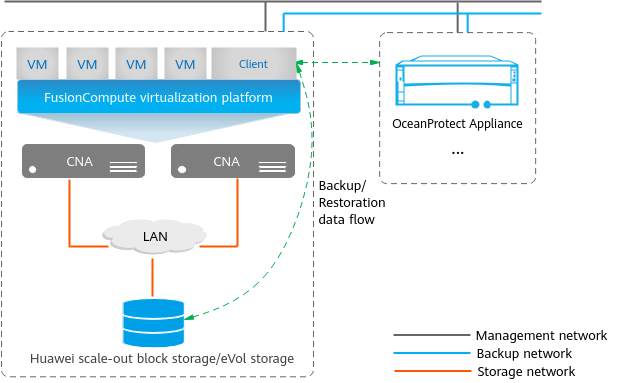 VM VM VM VM Client
FusionCompute virtualization platform
OceanProtect Appliance
...
CNA CNA
Backup/
Restoration
data flow
LAN
Huawei scale-out block storage/eVol storage
Management network
Backup network
Storage network